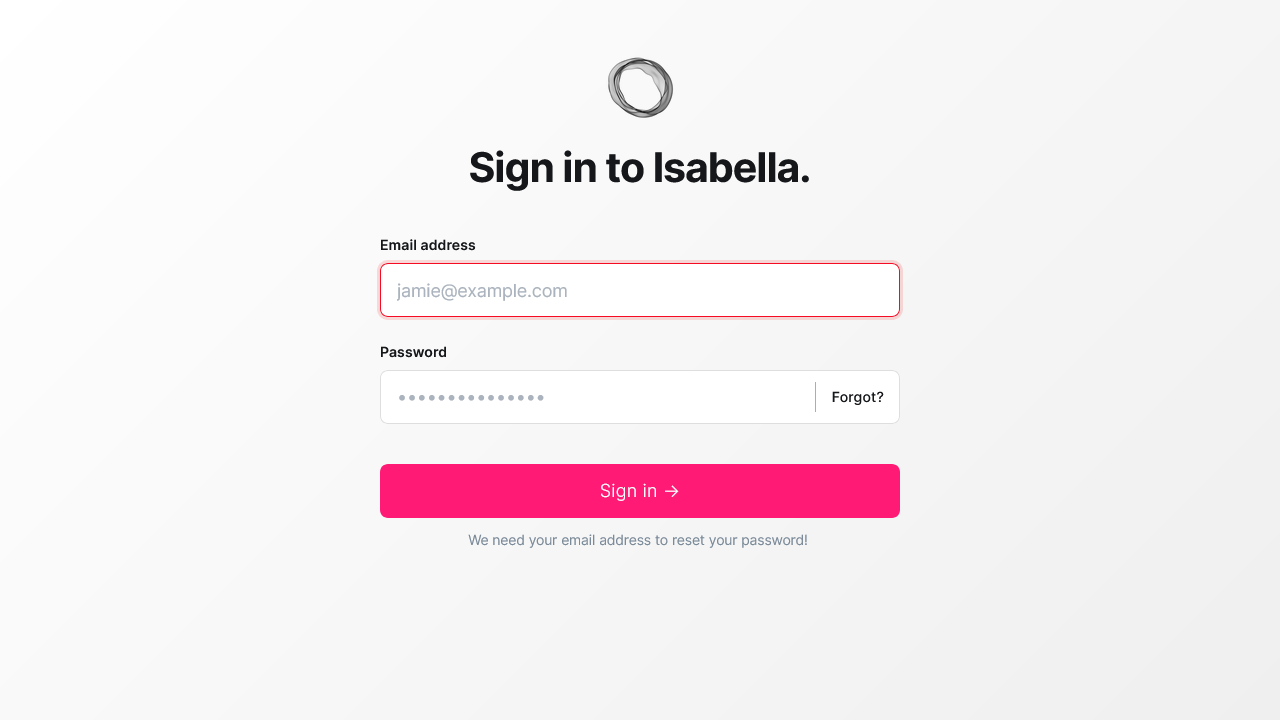 Sign in to Isabella.
Email address
jamie@example.com
Password
Forgot?
Sign in →
We need your email address to reset your password!